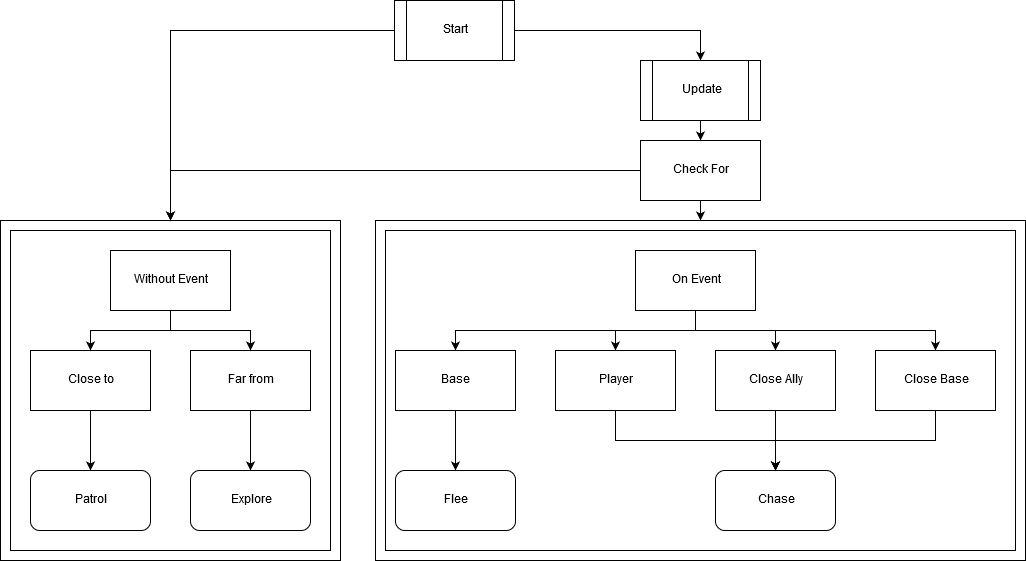 Start
Update
Check For
Without Event
On Event
Close to
Far from
Base
Player
Close Ally
Close Base
Patrol
Explore
Flee
Chase